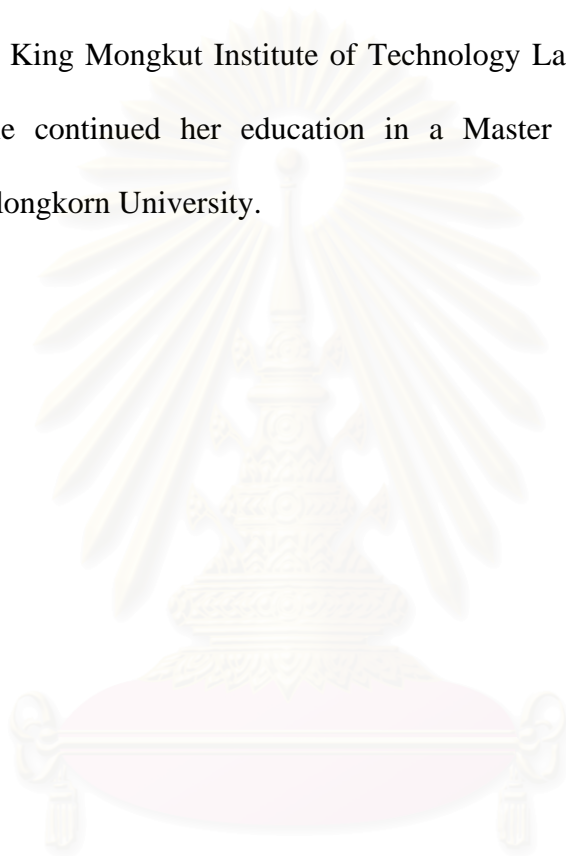 King Mongkut Institute of Technology La
e continued her education in a Master
longkorn University.